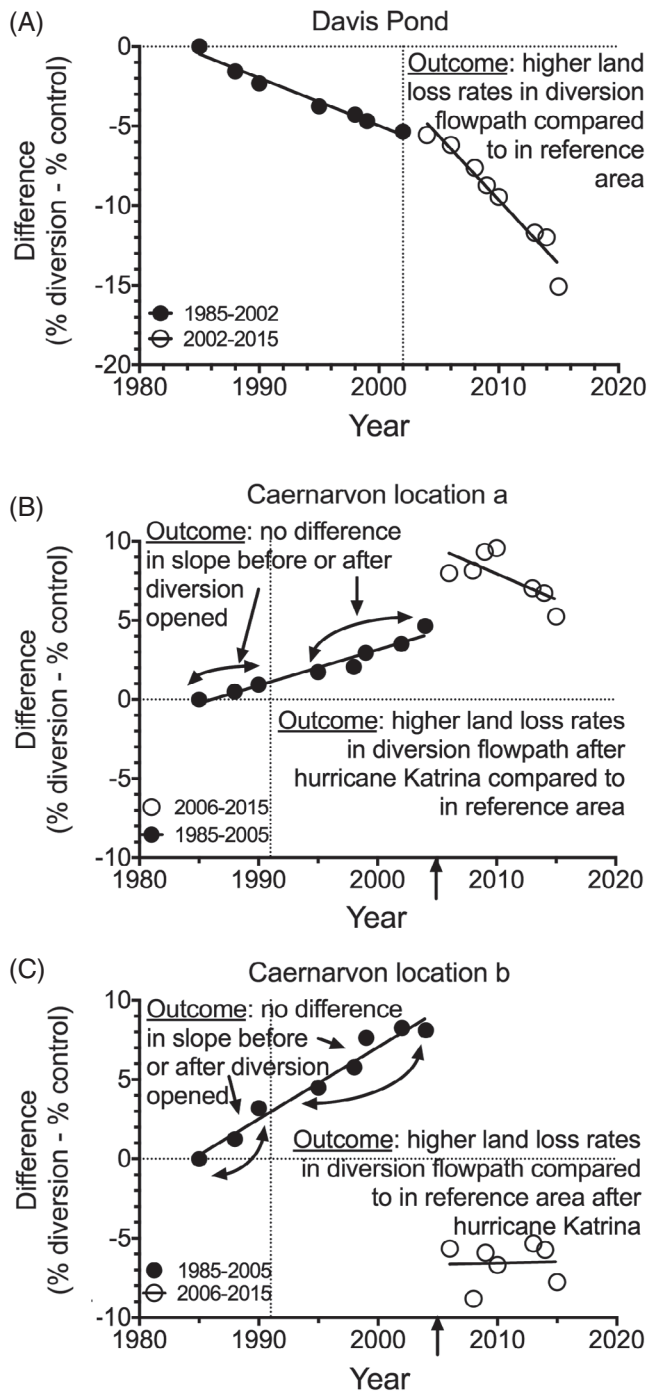 (A)
Davis Pond
Outcome: higher land
loss rates in diversion
flowpath compared
to in reference
area
Difference
(% diversion - % control)
0
-5
-10
-15
-20
1985-2002
2002-2015
1980
1990
2000
2010
2020
Year
(B)
Caernarvon location a
Outcome: no difference
in slope before or after
diversion
opened
Difference
(% diversion - % control)
10
5
0
-5
-10
Outcome: higher land loss rates
in diversion flowpath after
hurricane Katrina compared to
in reference area
2006-2015
1985-2005
1980
1990
2000
2010
2020
Year
(C)
Caernarvon location b
Outcome: no difference
in slope before
or after diversion
opened
Difference
(% diversion - % control)
10
5
0
-5
-10
Outcome: higher land loss rates
in diversion flowpath compared
to in reference area after
hurricane Katrina
1985-2005
2006-2015
1980
1990
2000
2010
2020
Year